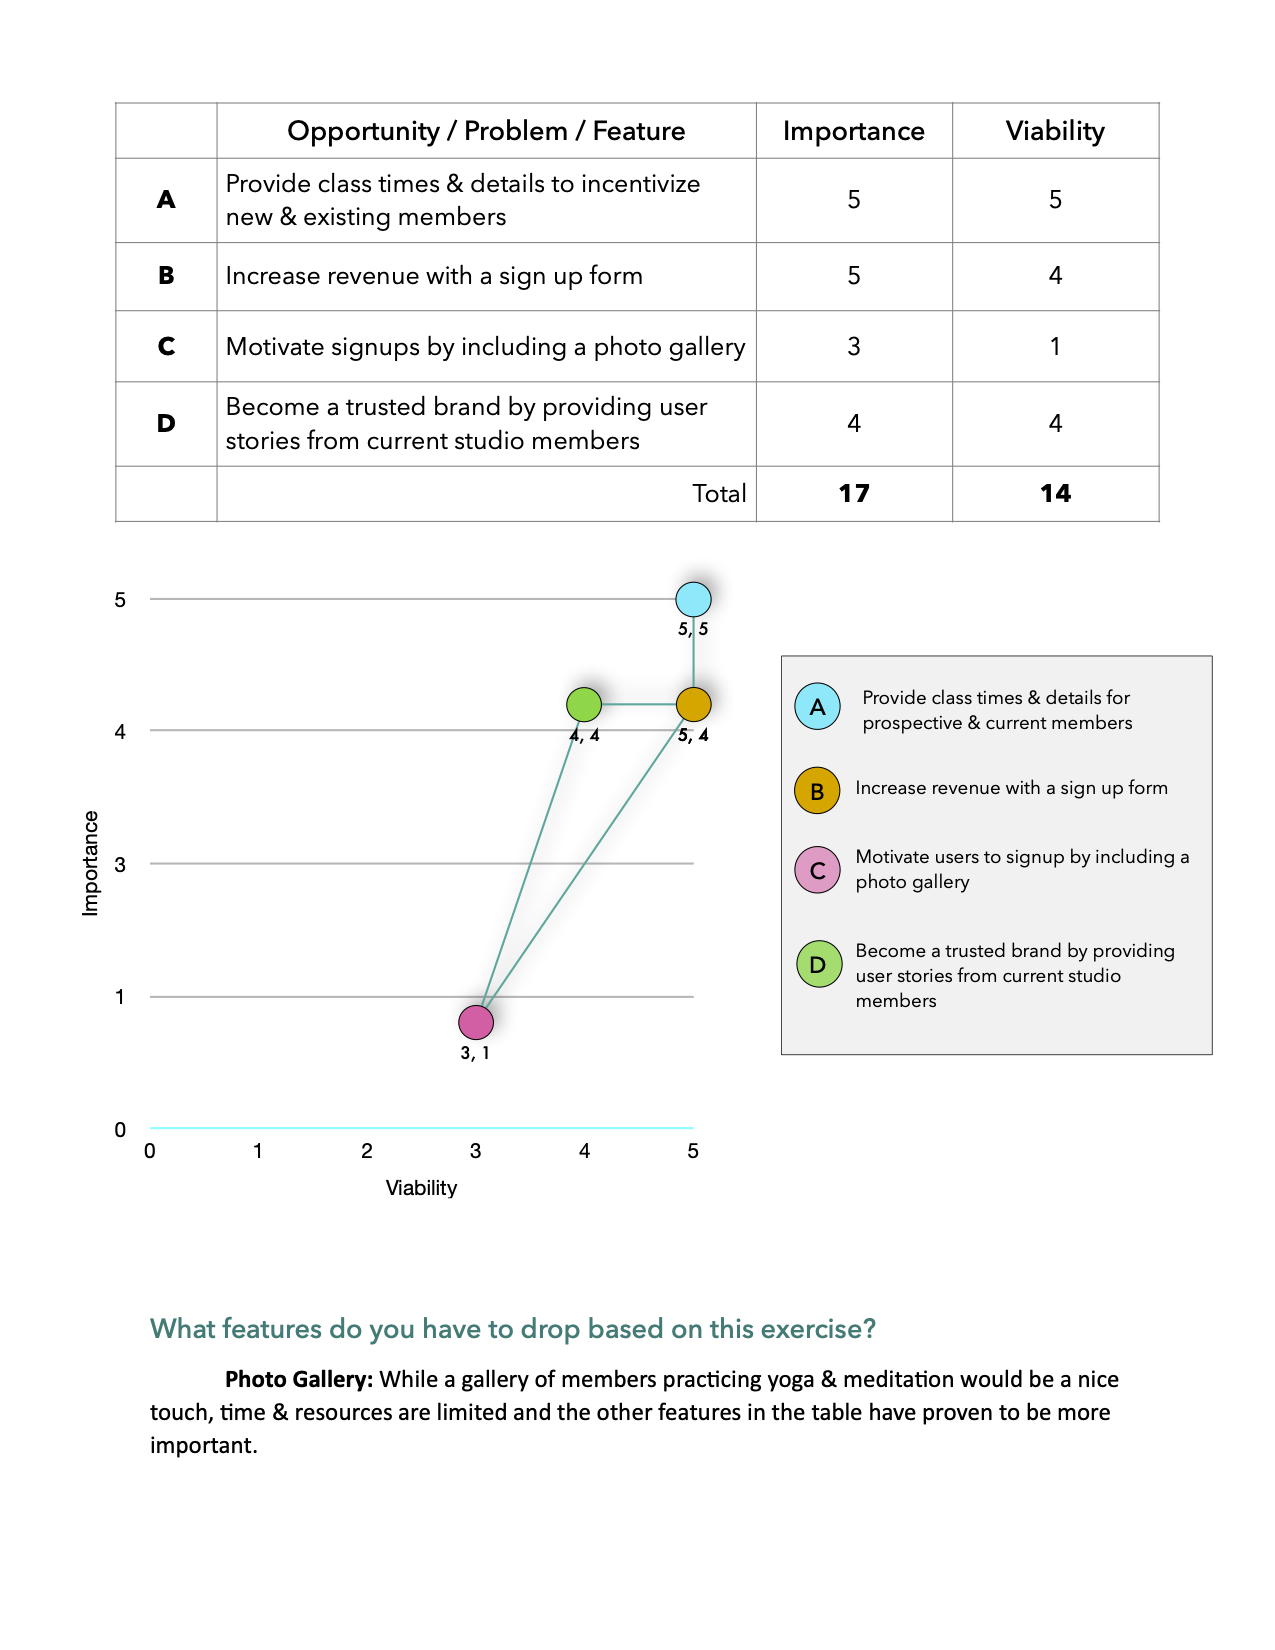 Opportunity / Problem / Feature Importance Viability
A Provide class times & details to incentivize
new & existing members 5 5
B Increase revenue with a sign up form 5 4
C Motivate signups by including a photo gallery 3 1
D Become a trusted brand by providing user
stories from current studio members 4 4
Total 17 14
5
5, 5
4
4, 4
5, 4
3
1
3, 1
0
Importance
0 1 2 3 4 5
Viability
A Provide class times & details for
prospective & current members
B Increase revenue with a sign up form
C Motivate users to signup by including a
photo gallery
D Become a trusted brand by providing
user stories from current studio
members
What features do you have to drop based on this exercise?
Photo Gallery: While a gallery of members practicing yoga & meditation would be a nice
touch, time & resources are limited and the other features in the table have proven to be more
important.